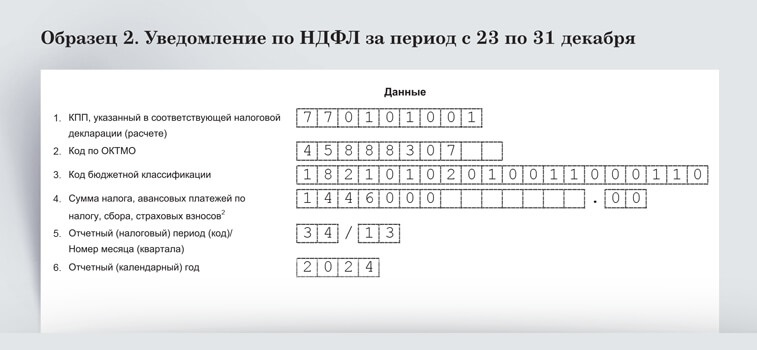 Образец 2. Уведомление по НДФЛ за период с 23 по 31 декабря
Данные
1. КПП, указанный в соответствующей налоговой 770101001
декларации (расчете)
2. Код по ОКТМО 45888307
3. Код бюджетной классификации 18210102010011000110
4. Сумма налога, авансовых платежей по 1446000.00
налогу, сбора, страховых взносов²
5. Отчетный (налоговый) период (код)/ 34/13
Номер месяца (квартала)
6. Отчетный (календарный) год 2024